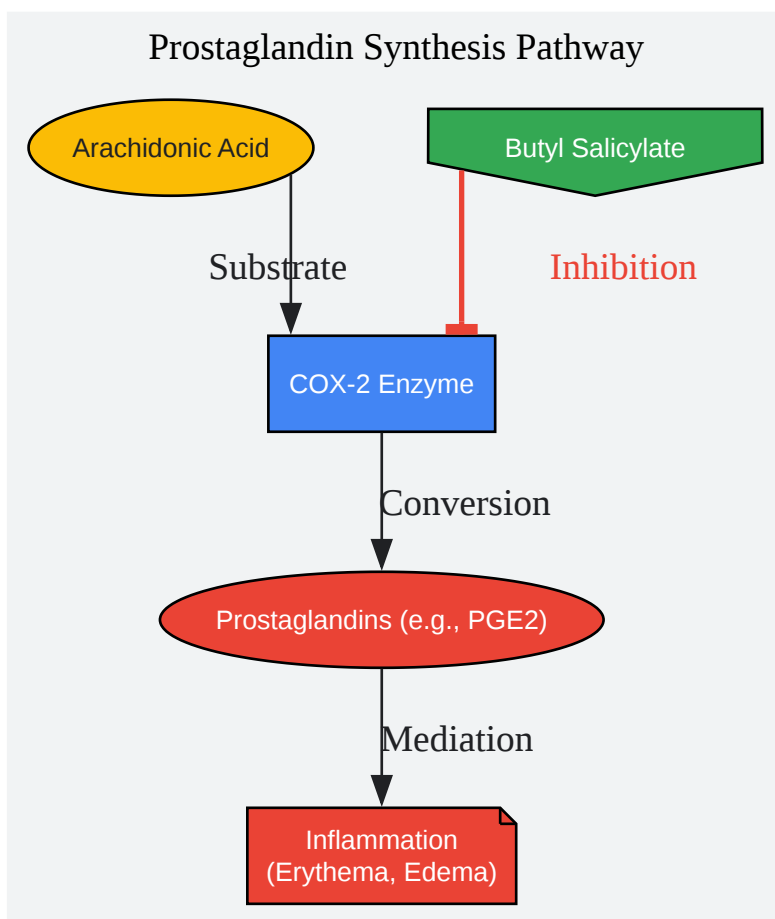 Prostaglandin Synthesis Pathway
Arachidonic Acid
Butyl Salicylate
Substrate
Inhibition
COX-2 Enzyme
Conversion
Prostaglandins (e.g., PGE2)
Mediation
Inflammation
(Erythema, Edema)